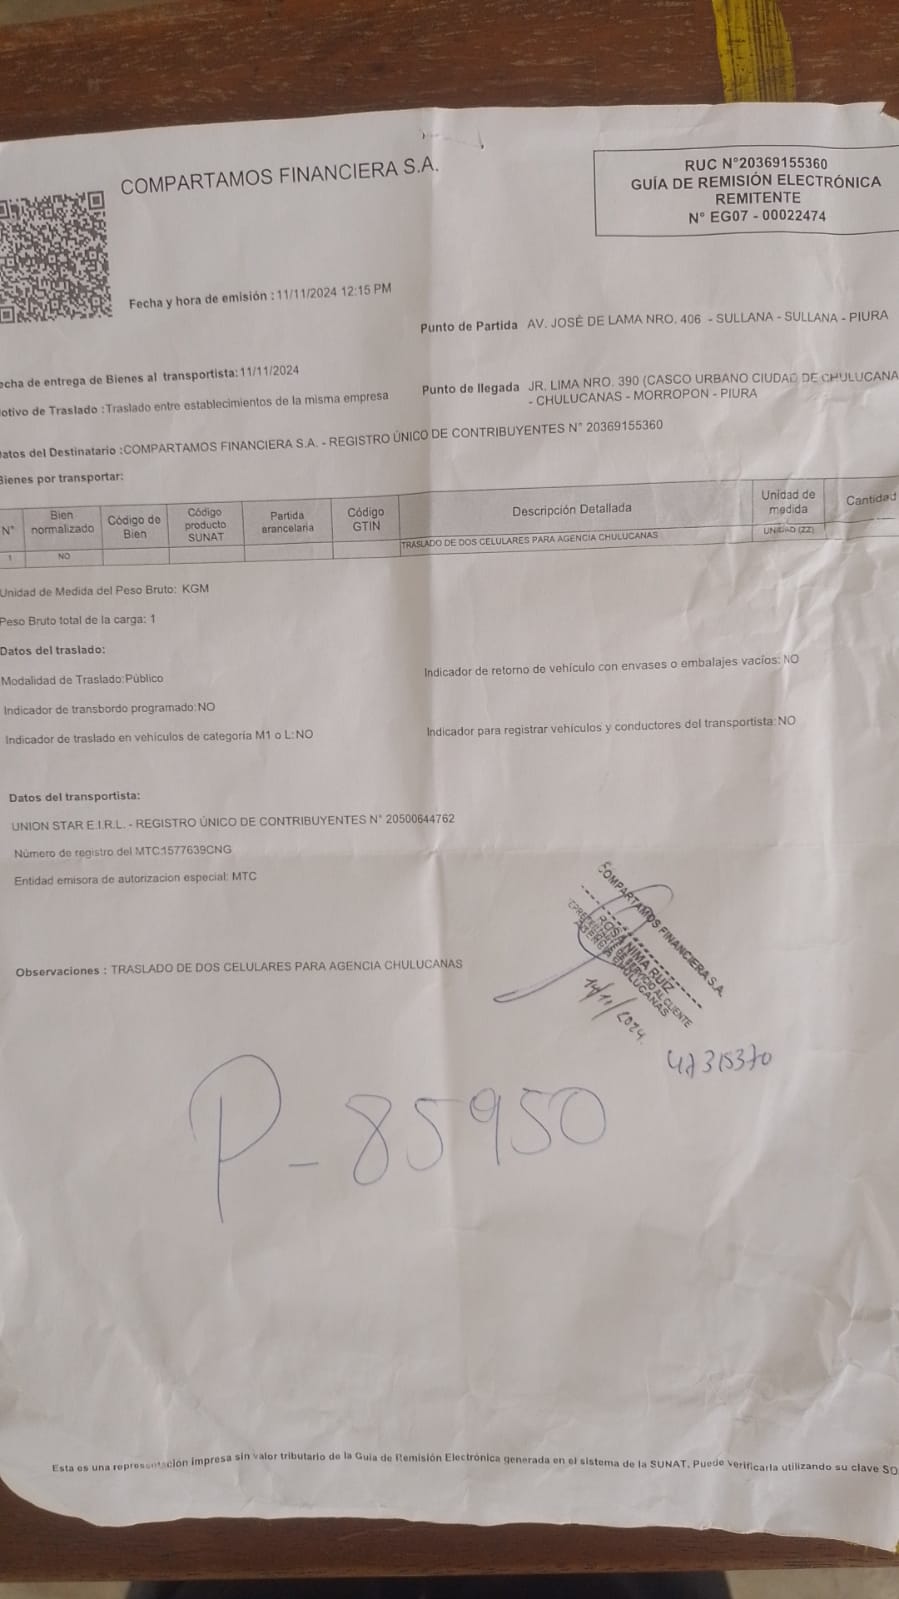 COMPARTAMOS FINANCIERA S.A.
RUC N°20369155360
GUÍA DE REMISIÓN ELECTRÓNICA
REMITENTE
N° EG07 - 00022474
Fecha y hora de emisión : 11/11/2024 12:15 PM
Punto de Partida AV. JOSÉ DE LAMA NRO. 406 - SULLANA - SULLANA - PIURA
echa de entrega de Bienes al transportista: 11/11/2024
Punto de llegada JR. LIMA NRO. 390 (CASCO URBANO CIUDAD DE CHULUCANA
- CHULUCANAS - MORROPON - PIURA
otivo de Traslado :Traslado entre establecimientos de la misma empresa
atos del Destinatario :COMPARTAMOS FINANCIERA S.A. - REGISTRO ÚNICO DE CONTRIBUYENTES N° 20369155360
Bienes por transportar:
N° Bien normalizado Código de Bien Código producto SUNAT Partida arancelaria Código GTIN Descripción Detallada Unidad de medida Cantidad
1 NO TRASLADO DE DOS CELULARES PARA AGENCIA CHULUCANAS UNIDAD (ZZ)
Unidad de Medida del Peso Bruto: KGM
Peso Bruto total de la carga: 1
Datos del traslado:
Modalidad de Traslado:Público
Indicador de retorno de vehículo con envases o embalajes vacíos: NO
Indicador de transbordo programado:NO
Indicador de traslado en vehículos de categoría M1 o L:NO
Indicador para registrar vehículos y conductores del transportista: NO
Datos del transportista:
UNION STAR E.I.R.L. - REGISTRO ÚNICO DE CONTRIBUYENTES N° 20500644762
Número de registro del MTC:1577639CNG
Entidad emisora de autorizacion especial: MTC
COMPARTAMOS FINANCIERA S.A.
ROSA NIMA RUIZ
DE SERVICIO AL CLIENTE
AGENCIA CHULUCANAS
Observaciones : TRASLADO DE DOS CELULARES PARA AGENCIA CHULUCANAS
/2024.
47315370
P-85950
Esta es una representación impresa sin valor tributario de la Guía de Remisión Electrónica generada en el sistema de la SUNAT. Puede verificarla utilizando su clave SO